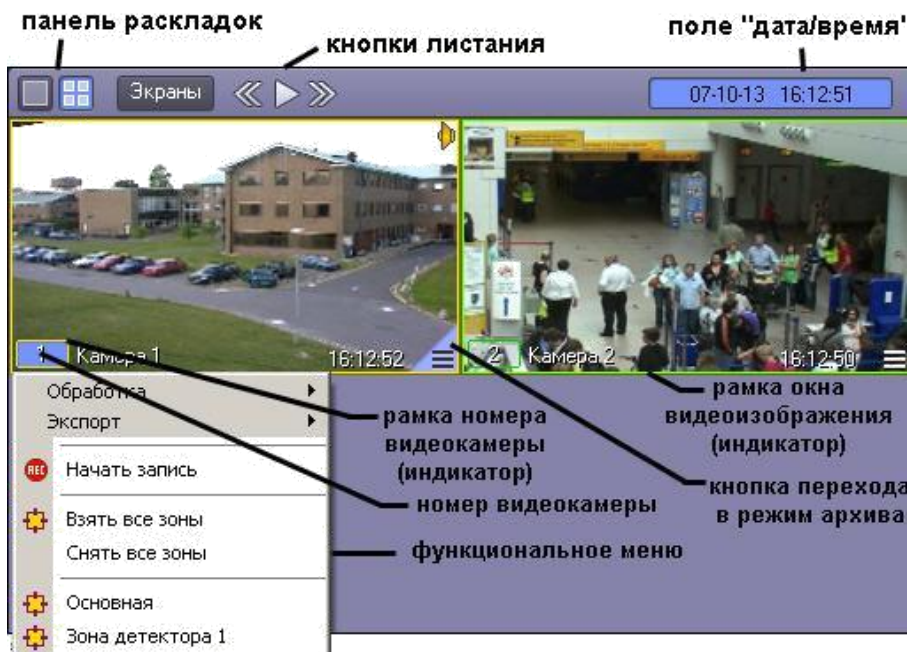 панель раскладок
кнопки листания
поле "дата/время"
Экраны
07-10-13 16:12:51
1 Камера 1 16:12:52
2 Камера 2 16:12:50
Обработка
Экспорт
REC Начать запись
Взять все зоны
Снять все зоны
Основная
Зона детектора 1
рамка номера
видеокамеры
(индикатор)
номер видеокамеры
функциональное меню
рамка окна
видеоизображения
(индикатор)
кнопка перехода
в режим архива